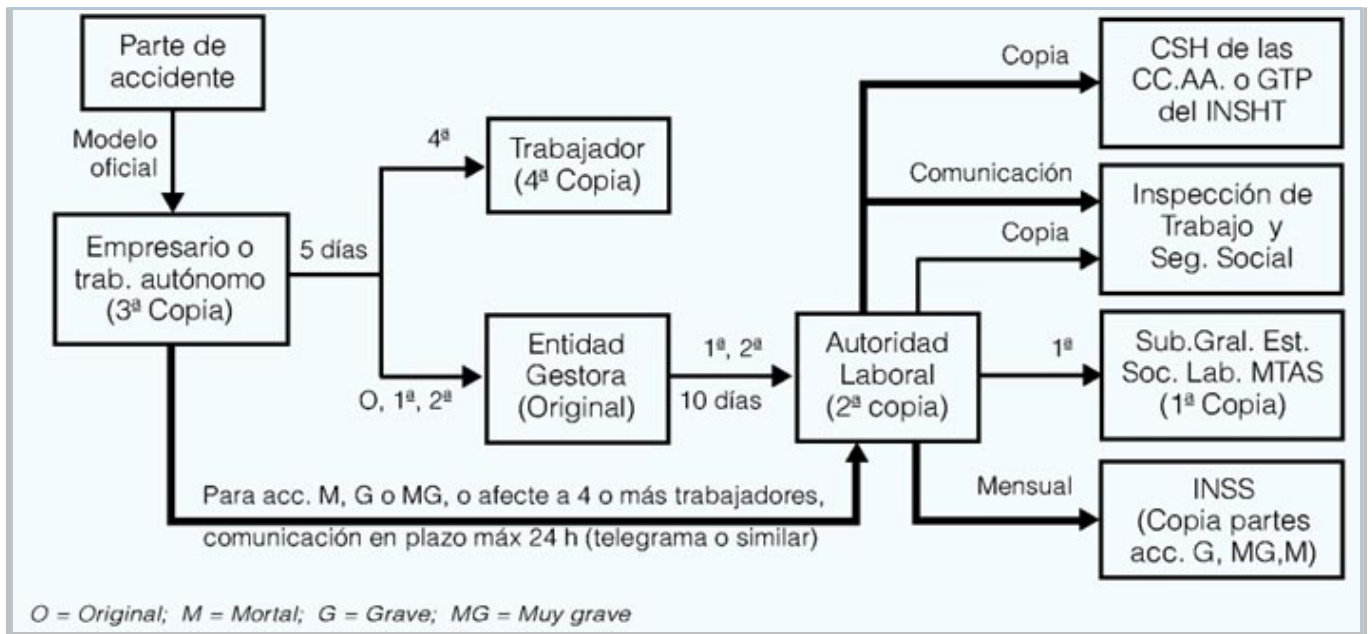 Parte de
accidente
Modelo
oficial
Empresario o
trab. autónomo
(3ª Copia)
5 días
4ª
Trabajador
(4ª Copia)
O, 1ª, 2ª
Entidad
Gestora
(Original)
1ª, 2ª
10 días
Autoridad
Laboral
(2ª copia)
Copia
CSH de las
CC.AA. o GTP
del INSHT
Comunicación
Copia
Inspección de
Trabajo y
Seg. Social
1ª
Sub.Gral. Est.
Soc. Lab. MTAS
(1ª Copia)
Mensual
INSS
(Copia partes
acc. G, MG,M)
Para acc. M, G o MG, o afecte a 4 o más trabajadores,
comunicación en plazo máx 24 h (telegrama o similar)
O = Original; M = Mortal; G = Grave; MG = Muy grave